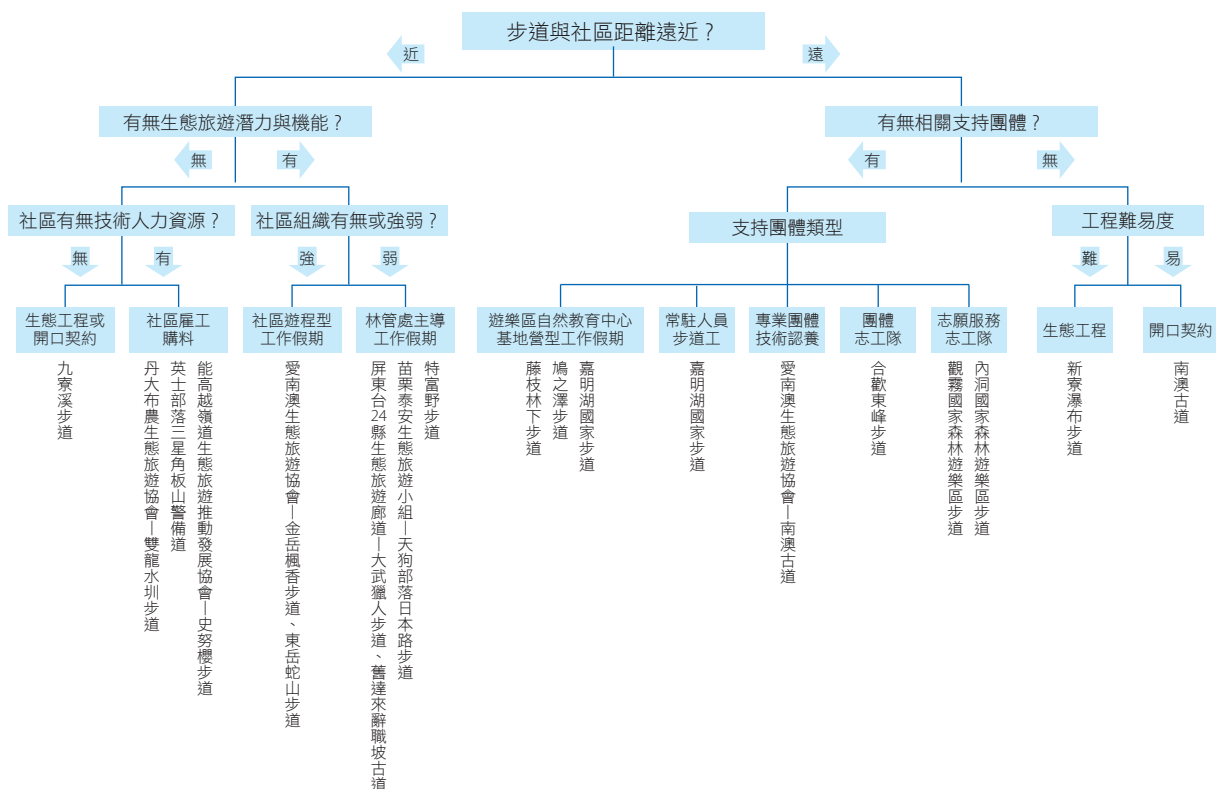 步道與社區距離遠近？
近
遠
有無生態旅遊潛力與機能？
有無相關支持團體？
無
有
有
無
社區有無技術人力資源？
社區組織有無或強弱？
支持團體類型
工程難易度
無
有
強
弱
難
易
生態工程或
開口契約
社區雇工
購料
社區遊程型
工作假期
林管處主導
工作假期
遊樂區自然教育中心
基地營型工作假期
常駐人員
步道工
專業團體
技術認養
團體
志工隊
志願服務
志工隊
生態工程
開口契約
九寮溪步道
能高越嶺道生態旅遊推動發展協會—史努櫻步道
英士部落三星角板山警備道
丹大布農生態旅遊協會—雙龍水圳步道
愛南澳生態旅遊協會—金岳楓香步道、東岳蛇山步道
特富野步道
苗栗泰安生態旅遊小組—天狗部落日本路步道
屏東台24縣生態旅遊廊道—大武獵人步道、舊達來辭職坡古道
嘉明湖國家步道
鳩之澤步道
藤枝林下步道
嘉明湖國家步道
愛南澳生態旅遊協會—南澳古道
合歡東峰步道
內洞國家森林遊樂區步道
觀霧國家森林遊樂區步道
新寮瀑布步道
南澳古道